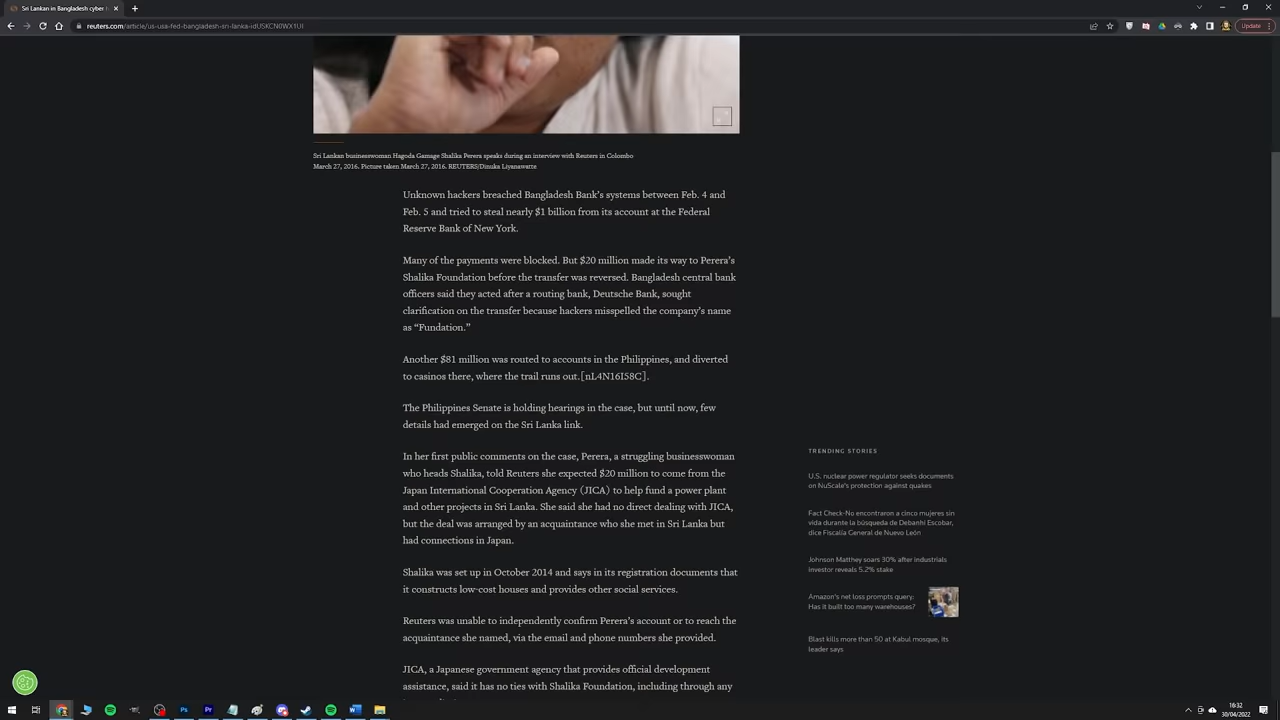 Sri Lankan in Bangladesh cyber h
reuters.com/article/us-usa-fed-bangladesh-sri-lanka-idUSKCN0WX1UI
Update
Sri Lankan businesswoman Hagoda Gamage Shalika Perera speaks during an interview with Reuters in Colombo
March 27, 2016. Picture taken March 27, 2016. REUTERS/Dinuka Liyanawatte
Unknown hackers breached Bangladesh Bank’s systems between Feb. 4 and
Feb. 5 and tried to steal nearly $1 billion from its account at the Federal
Reserve Bank of New York.
Many of the payments were blocked. But $20 million made its way to Perera’s
Shalika Foundation before the transfer was reversed. Bangladesh central bank
officers said they acted after a routing bank, Deutsche Bank, sought
clarification on the transfer because hackers misspelled the company’s name
as “Fundation.”
Another $81 million was routed to accounts in the Philippines, and diverted
to casinos there, where the trail runs out.[nL4N16I58C].
The Philippines Senate is holding hearings in the case, but until now, few
details had emerged on the Sri Lanka link.
In her first public comments on the case, Perera, a struggling businesswoman
who heads Shalika, told Reuters she expected $20 million to come from the
Japan International Cooperation Agency (JICA) to help fund a power plant
and other projects in Sri Lanka. She said she had no direct dealing with JICA,
but the deal was arranged by an acquaintance who she met in Sri Lanka but
had connections in Japan.
Shalika was set up in October 2014 and says in its registration documents that
it constructs low-cost houses and provides other social services.
Reuters was unable to independently confirm Perera’s account or to reach the
acquaintance she named, via the email and phone numbers she provided.
JICA, a Japanese government agency that provides official development
assistance, said it has no ties with Shalika Foundation, including through any
TRENDING STORIES
U.S. nuclear power regulator seeks documents
on NuScale's protection against quakes
Fact Check-No encontraron a cinco mujeres sin
vida durante la búsqueda de Debanhi Escobar,
dice Fiscalía General de Nuevo León
Johnson Matthey soars 30% after industrials
investor reveals 5.2% stake
Amazon's net loss prompts query:
Has it built too many warehouses?
Blast kills more than 50 at Kabul mosque, its
leader says
16:32
30/04/2022